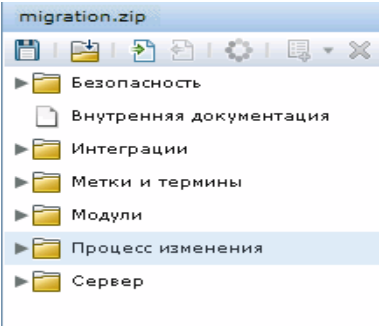 migration.zip
Безопасность
Внутренняя документация
Интеграции
Метки и термины
Модули
Процесс изменения
Сервер